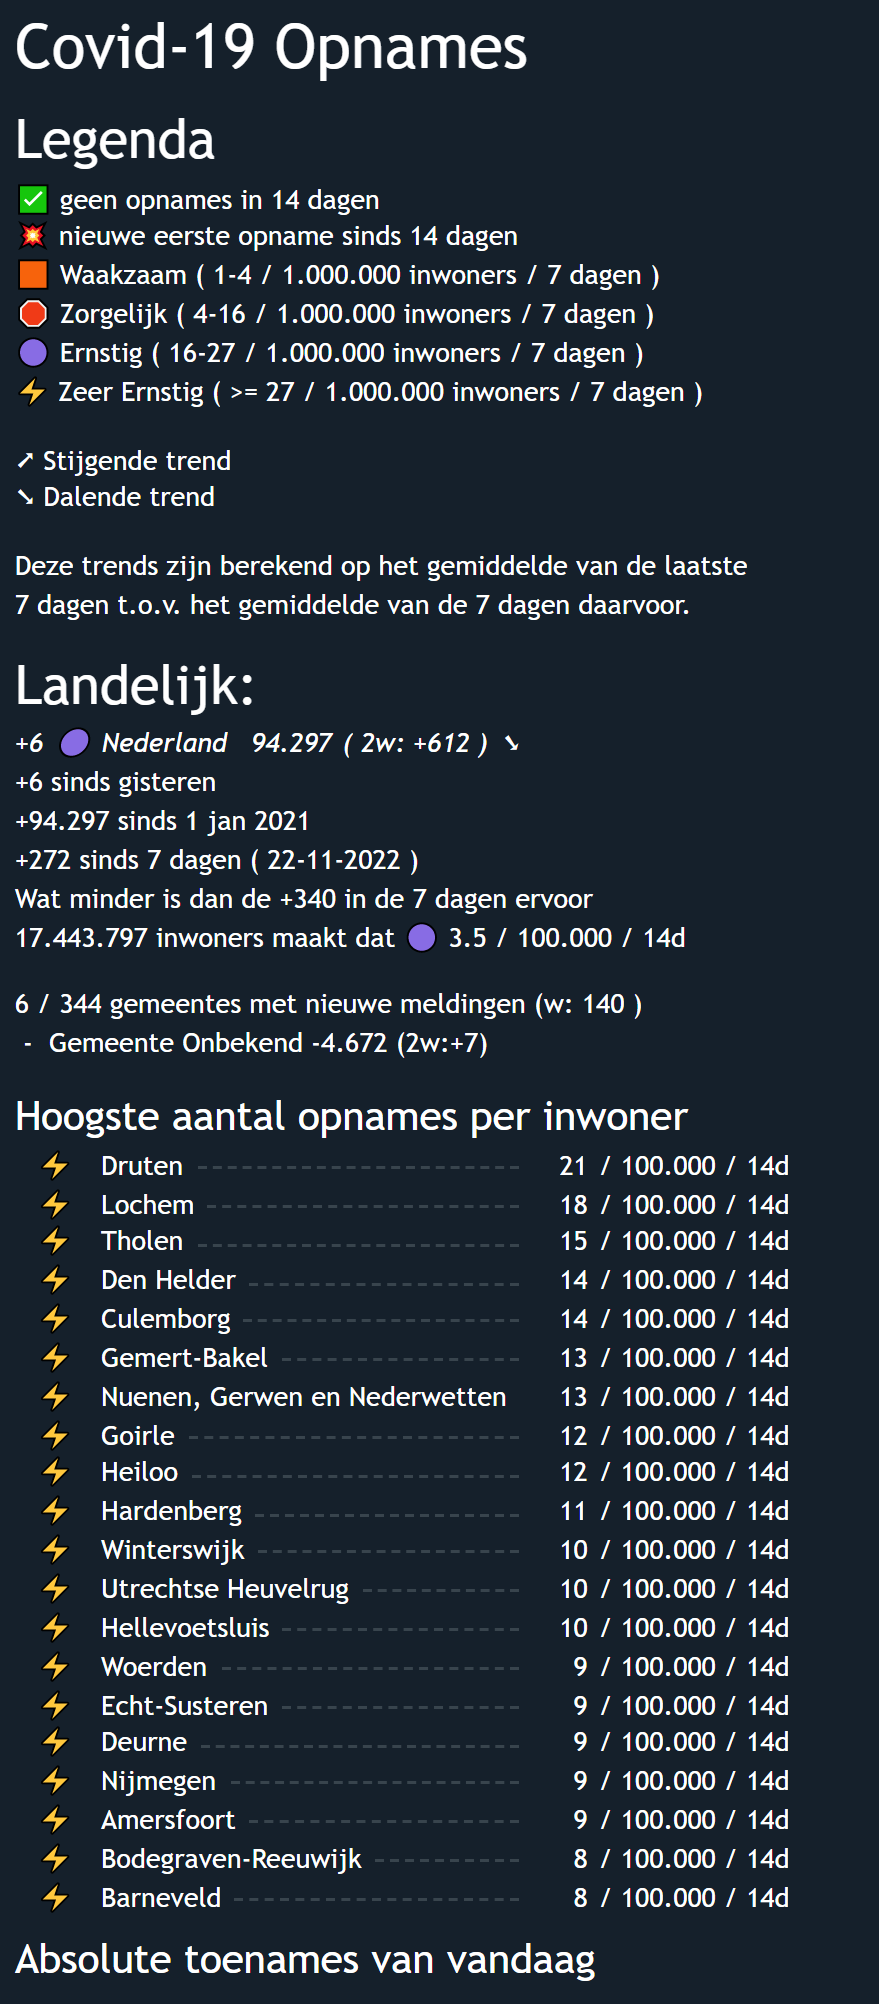 Covid-19 Opnames
Legenda
✅ geen opnames in 14 dagen
💥 nieuwe eerste opname sinds 14 dagen
🟧 Waakzaam ( 1-4 / 1.000.000 inwoners / 7 dagen )
🛑 Zorgelijk ( 4-16 / 1.000.000 inwoners / 7 dagen )
🟣 Ernstig ( 16-27 / 1.000.000 inwoners / 7 dagen )
⚡ Zeer Ernstig ( >= 27 / 1.000.000 inwoners / 7 dagen )
➚ Stijgende trend
➘ Dalende trend
Deze trends zijn berekend op het gemiddelde van de laatste
7 dagen t.o.v. het gemiddelde van de 7 dagen daarvoor.
Landelijk:
+6 🟣 Nederland 94.297 ( 2w: +612 ) ➘
+6 sinds gisteren
+94.297 sinds 1 jan 2021
+272 sinds 7 dagen ( 22-11-2022 )
Wat minder is dan de +340 in de 7 dagen ervoor
17.443.797 inwoners maakt dat 🟣 3.5 / 100.000 / 14d
6 / 344 gemeentes met nieuwe meldingen (w: 140 )
- Gemeente Onbekend -4.672 (2w:+7)
Hoogste aantal opnames per inwoner
⚡ Druten 21 / 100.000 / 14d
⚡ Lochem 18 / 100.000 / 14d
⚡ Tholen 15 / 100.000 / 14d
⚡ Den Helder 14 / 100.000 / 14d
⚡ Culemborg 14 / 100.000 / 14d
⚡ Gemert-Bakel 13 / 100.000 / 14d
⚡ Nuenen, Gerwen en Nederwetten 13 / 100.000 / 14d
⚡ Goirle 12 / 100.000 / 14d
⚡ Heiloo 12 / 100.000 / 14d
⚡ Hardenberg 11 / 100.000 / 14d
⚡ Winterswijk 10 / 100.000 / 14d
⚡ Utrechtse Heuvelrug 10 / 100.000 / 14d
⚡ Hellevoetsluis 10 / 100.000 / 14d
⚡ Woerden 9 / 100.000 / 14d
⚡ Echt-Susteren 9 / 100.000 / 14d
⚡ Deurne 9 / 100.000 / 14d
⚡ Nijmegen 9 / 100.000 / 14d
⚡ Amersfoort 9 / 100.000 / 14d
⚡ Bodegraven-Reeuwijk 8 / 100.000 / 14d
⚡ Barneveld 8 / 100.000 / 14d
Absolute toenames van vandaag